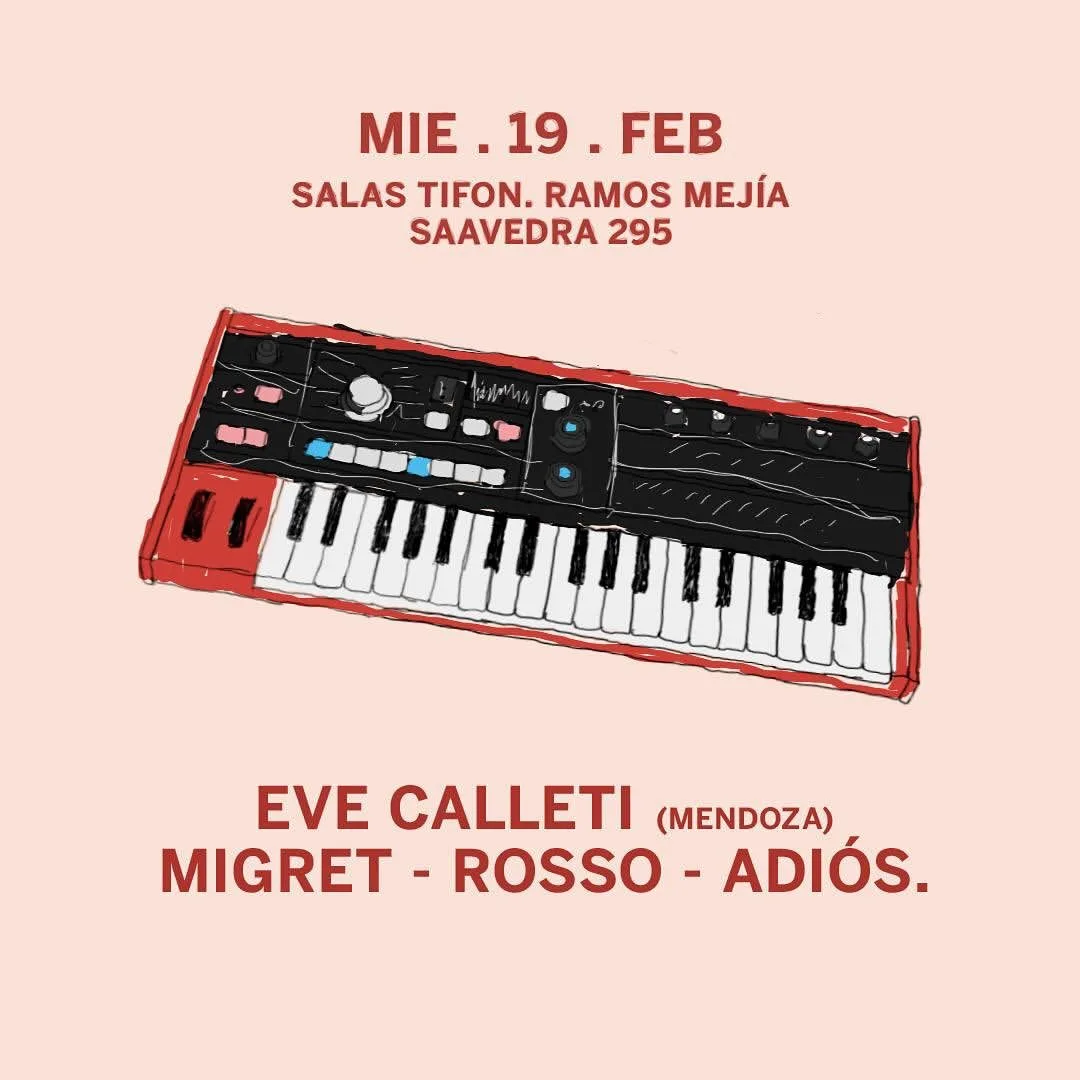 MIE . 19 . FEB
SALAS TIFON. RAMOS MEJÍA
SAAVEDRA 295
EVE CALLETI (MENDOZA)
MIGRET - ROSSO - ADIÓS.